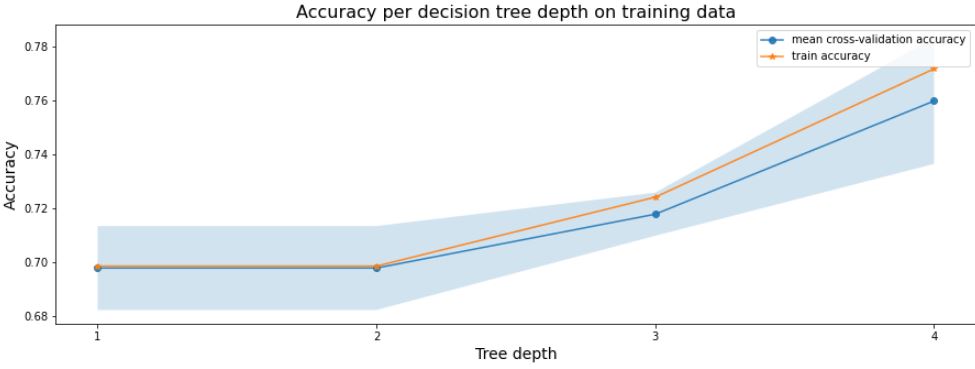 Accuracy per decision tree depth on training data
mean cross-validation accuracy
train accuracy
0.78
0.76
0.74
0.72
0.70
0.68
Accuracy
1
2
3
4
Tree depth